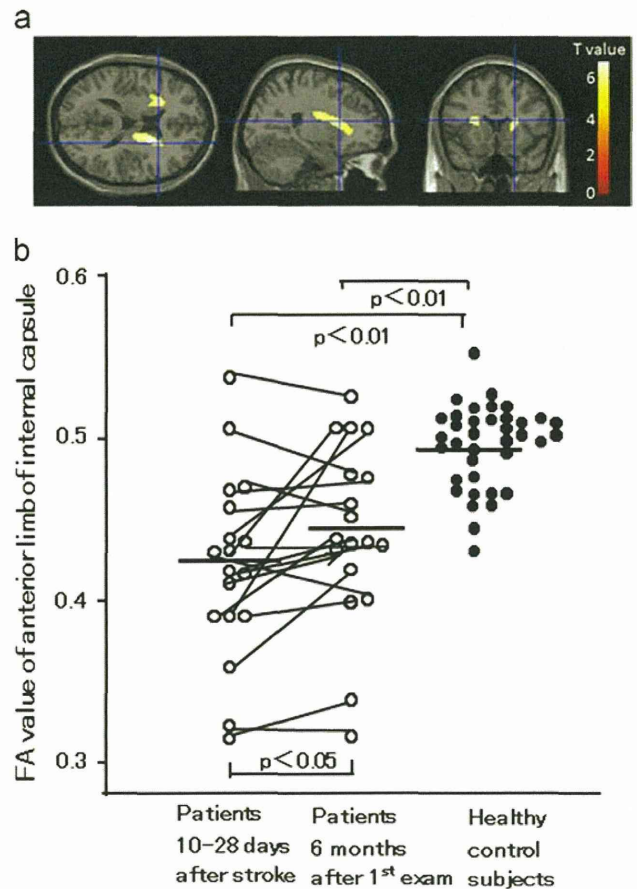 a
T value
6
4
2
0
b
FA value of anterior limb of internal capsule
0.6
0.5
0.4
0.3
p<0.01
p<0.01
p<0.05
Patients
10-28 days
after stroke
Patients
6 months
after 1st exam
Healthy
control
subjects